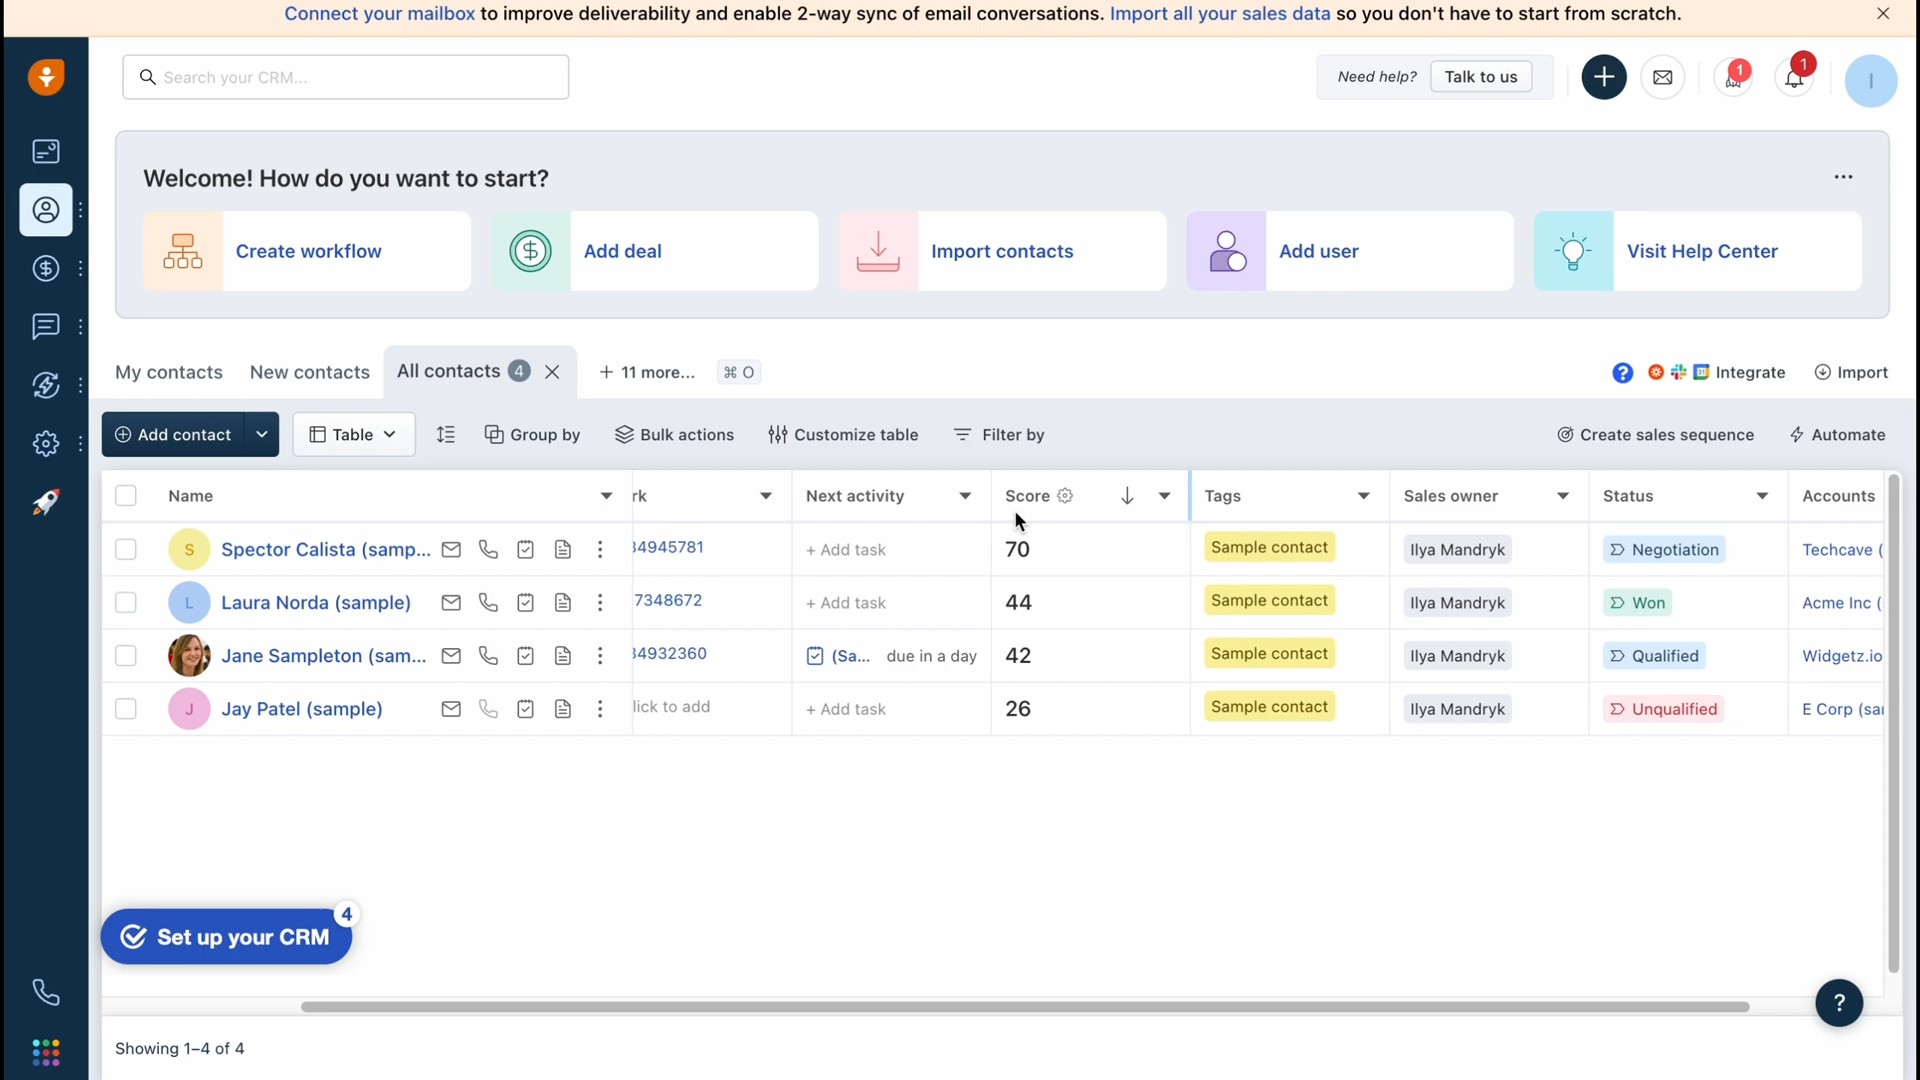 Connect your mailbox to improve deliverability and enable 2-way sync of email conversations. Import all your sales data so you don't have to start from scratch.
Search your CRM...
Need help? Talk to us
1
1
I
Welcome! How do you want to start?
Create workflow
Add deal
Import contacts
Add user
Visit Help Center
My contacts New contacts All contacts 4 + 11 more... ⌘ O
Integrate Import
Add contact Table Group by Bulk actions Customize table Filter by Create sales sequence Automate
Name rk Next activity Score Tags Sales owner Status Accounts
S Spector Calista (samp... 34945781 + Add task 70 Sample contact Ilya Mandryk Negotiation Techcave (
L Laura Norda (sample) 7348672 + Add task 44 Sample contact Ilya Mandryk Won Acme Inc (
Jane Sampleton (sam... 34932360 (Sa... due in a day 42 Sample contact Ilya Mandryk Qualified Widgetz.io
J Jay Patel (sample) lick to add + Add task 26 Sample contact Ilya Mandryk Unqualified E Corp (sa
4
Set up your CRM
?
Showing 1–4 of 4